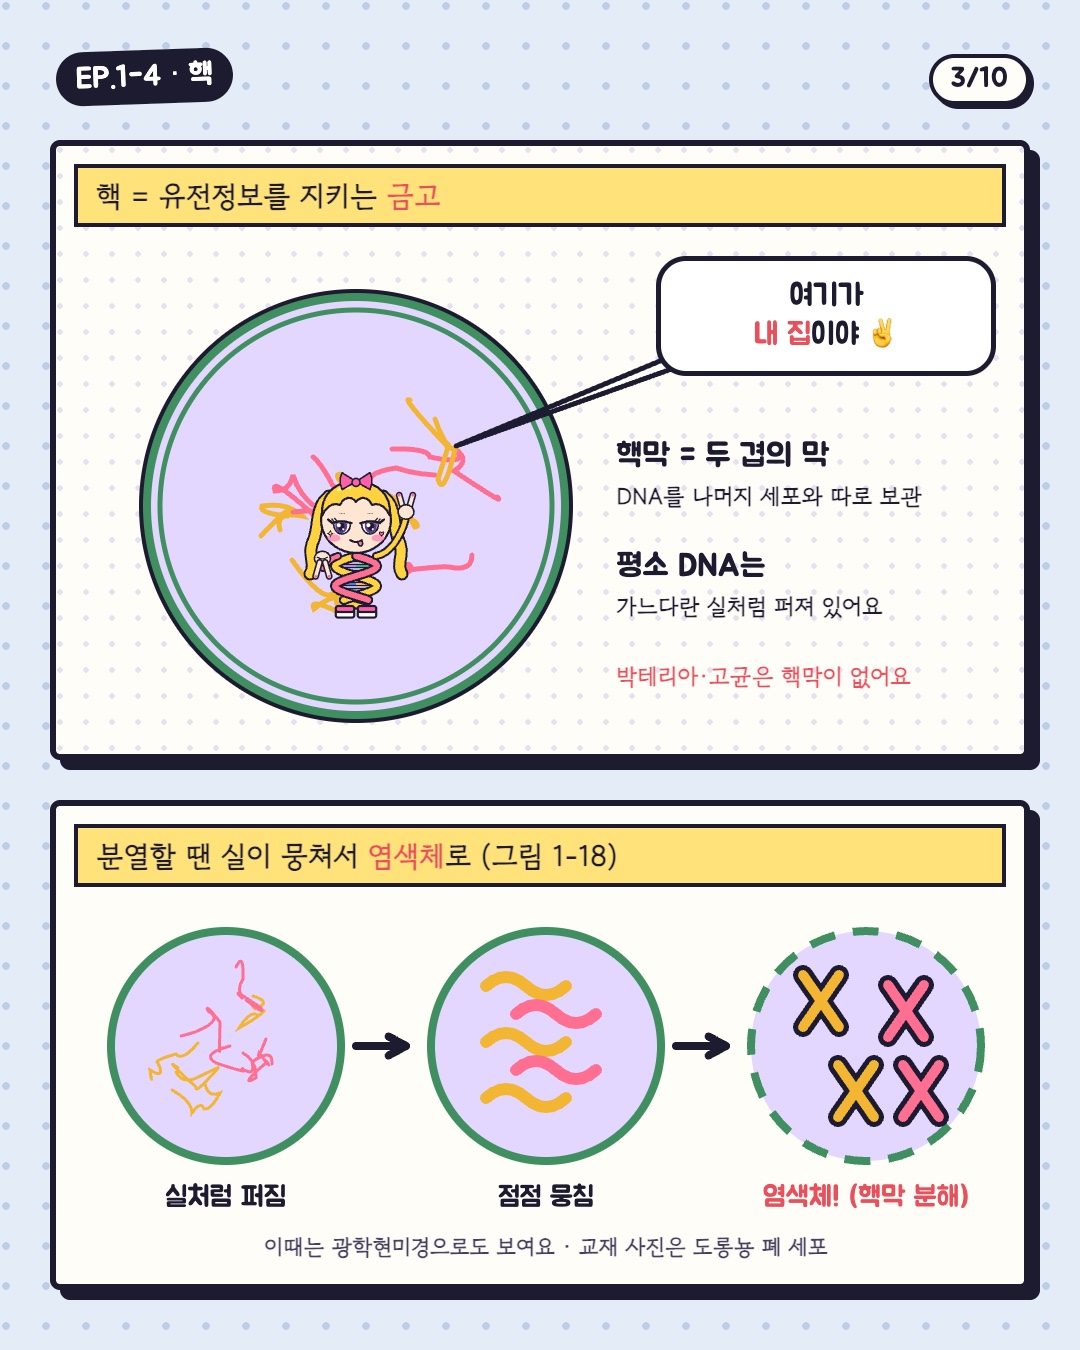 EP.1-4 · 핵
3/10
핵 = 유전정보를 지키는 금고
여기가
내 집이야 ✌️
핵막 = 두 겹의 막
DNA를 나머지 세포와 따로 보관
평소 DNA는
가느다란 실처럼 퍼져 있어요
박테리아·고균은 핵막이 없어요
분열할 땐 실이 뭉쳐서 염색체로 (그림 1-18)
실처럼 퍼짐
점점 뭉침
염색체! (핵막 분해)
이때는 광학현미경으로도 보여요 · 교재 사진은 도롱뇽 폐 세포